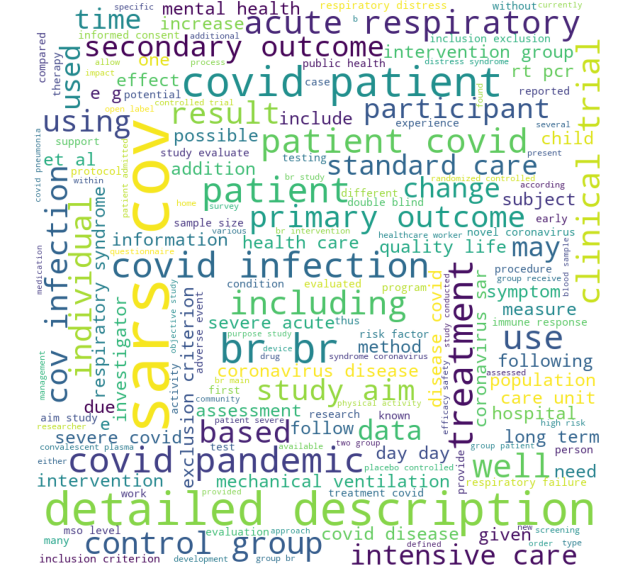 mental health
respiratory distress
without
currently
specific
time
informed consent
increase
additional
acute respiratory
secondary outcome
inclusion exclusion
intervention group
distress syndrome
allow
process
b
compared
therapy
used
effect
one
public health
rt pcr
impact
e g
potential
case
reported
covid patient
open label
controlled trial
result
include
participant
experience
several
found
using
possible
patient covid
child
support
et al
study evaluate
testing
present
clinical trial
protocol
addition
br study
standard care
patient admitted
home
survey
different
double blind
randomized controlled
according
covid pneumonia
within
sars cov
patient
change
subject
early
sample size
various
primary outcome
individual
cov infection
respiratory syndrome
information
health care
br intervention
healthcare worker
novel coronavirus
quality life
may
questionnaire
covid infection
condition
evaluated
program
procedure
group receive
blood sample
medication
symptom
including
disease covid
treatment
study conducted
efficacy safety
coronavirus sar
measure
immune response
severe acute
thus
risk factor
method
use
purpose study
drug
device
syndrome coronavirus
assessed
following
br br
investigator
objective study
adverse event
exclusion criterion
coronavirus disease
population
br main
study aim
physical activity
care unit
management
due
activity
first
community
assessment
research
known
hospital
aim study
e
based
follow
data
patient severe
two group
high risk
researcher
severe covid
test
available
day day
group patient
long term
person
convalescent plasma
placebo controlled
either
covid pandemic
well
need
provide
intervention
mechanical ventilation
respiratory failure
work
provided
treatment covid
detailed description
new
screening
mso level
many
evaluation
approach
covid disease
given
defined
order
type
control group
inclusion criterion
development
group br
intensive care